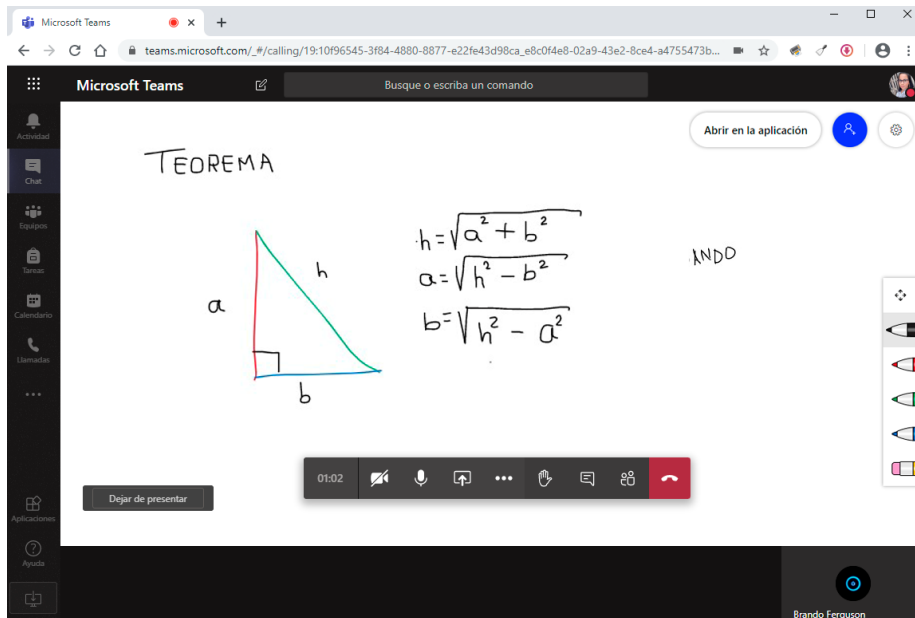 Microsoft Teams
teams.microsoft.com/_#/calling/19:10f96545-3f84-4880-8877-e22fe43d98ca_e8c0f4e8-02a9-43e2-8ce4-a4755473b...
Microsoft Teams
Busque o escriba un comando
Actividad
Chat
Equipos
Tareas
Calendario
Llamadas
Aplicaciones
Ayuda
Abrir en la aplicación
TEOREMA
a
h
b
h=√a²+b²
a=√h²-b²
b=√h²-a²
ANDO
01:02
Dejar de presentar
Brando Ferguson